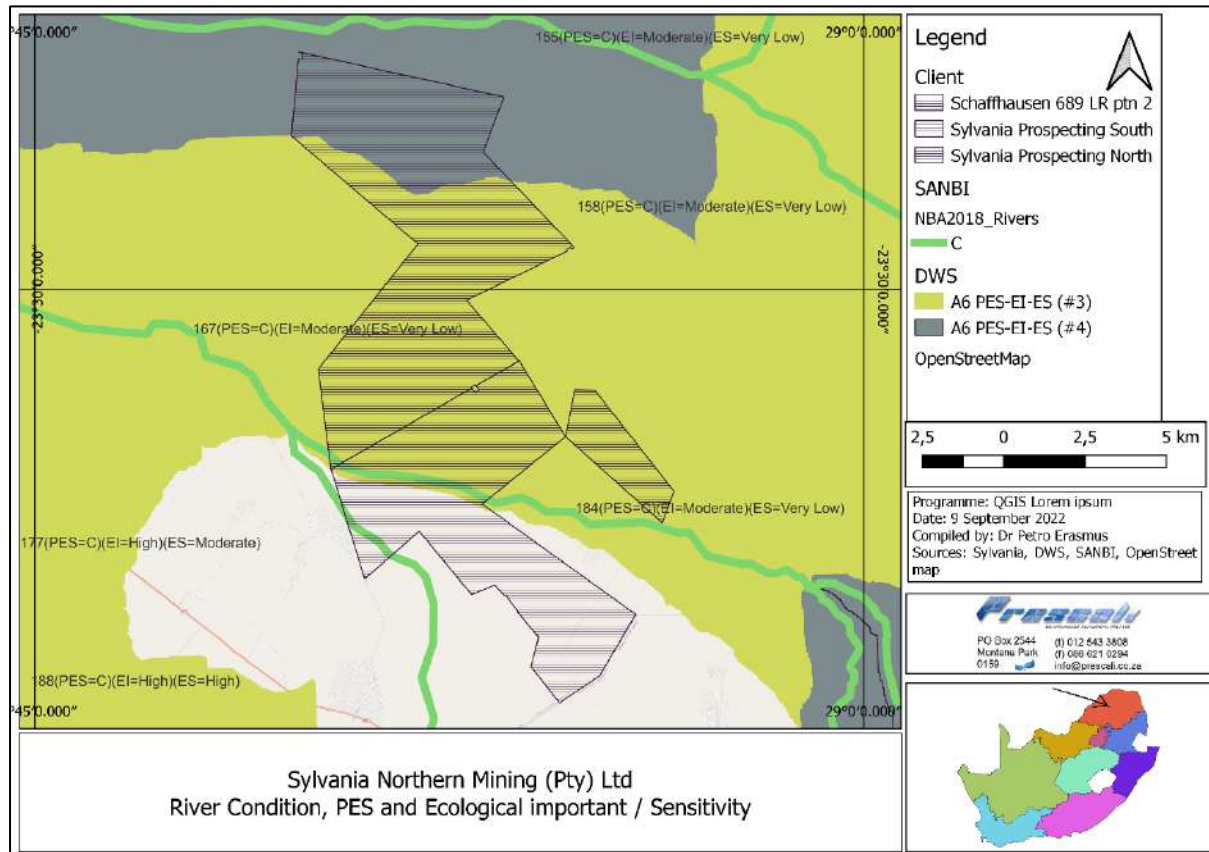 °45'0.000"
155(PES=C)(EI=Moderate)(ES=Very Low)
29°0'0.000"
158(PES=C)(EI=Moderate)(ES=Very Low)
-23°30'0.000"
-23°30'0.000"
167(PES=C)(EI=Moderate)(ES=Very Low)
184(PES=C)(EI=Moderate)(ES=Very Low)
177(PES=C)(EI=High)(ES=Moderate)
188(PES=C)(EI=High)(ES=High)
°45'0.000"
29°0'0.000"
Legend
Client
Schaffhausen 689 LR ptn 2
Sylvania Prospecting South
Sylvania Prospecting North
SANBI
NBA2018_Rivers
C
DWS
A6 PES-EI-ES (#3)
A6 PES-EI-ES (#4)
OpenStreetMap
2,5 0 2,5 5 km
Programme: QGIS Lorem ipsum
Date: 9 September 2022
Compiled by: Dr Petro Erasmus
Sources: Sylvania, DWS, SANBI, OpenStreet
map
Prescali
PO Box 2544 (t) 012 543 3808
Montana Park (f) 086 621 0294
0159 info@prescali.co.za
Sylvania Northern Mining (Pty) Ltd
River Condition, PES and Ecological important / Sensitivity